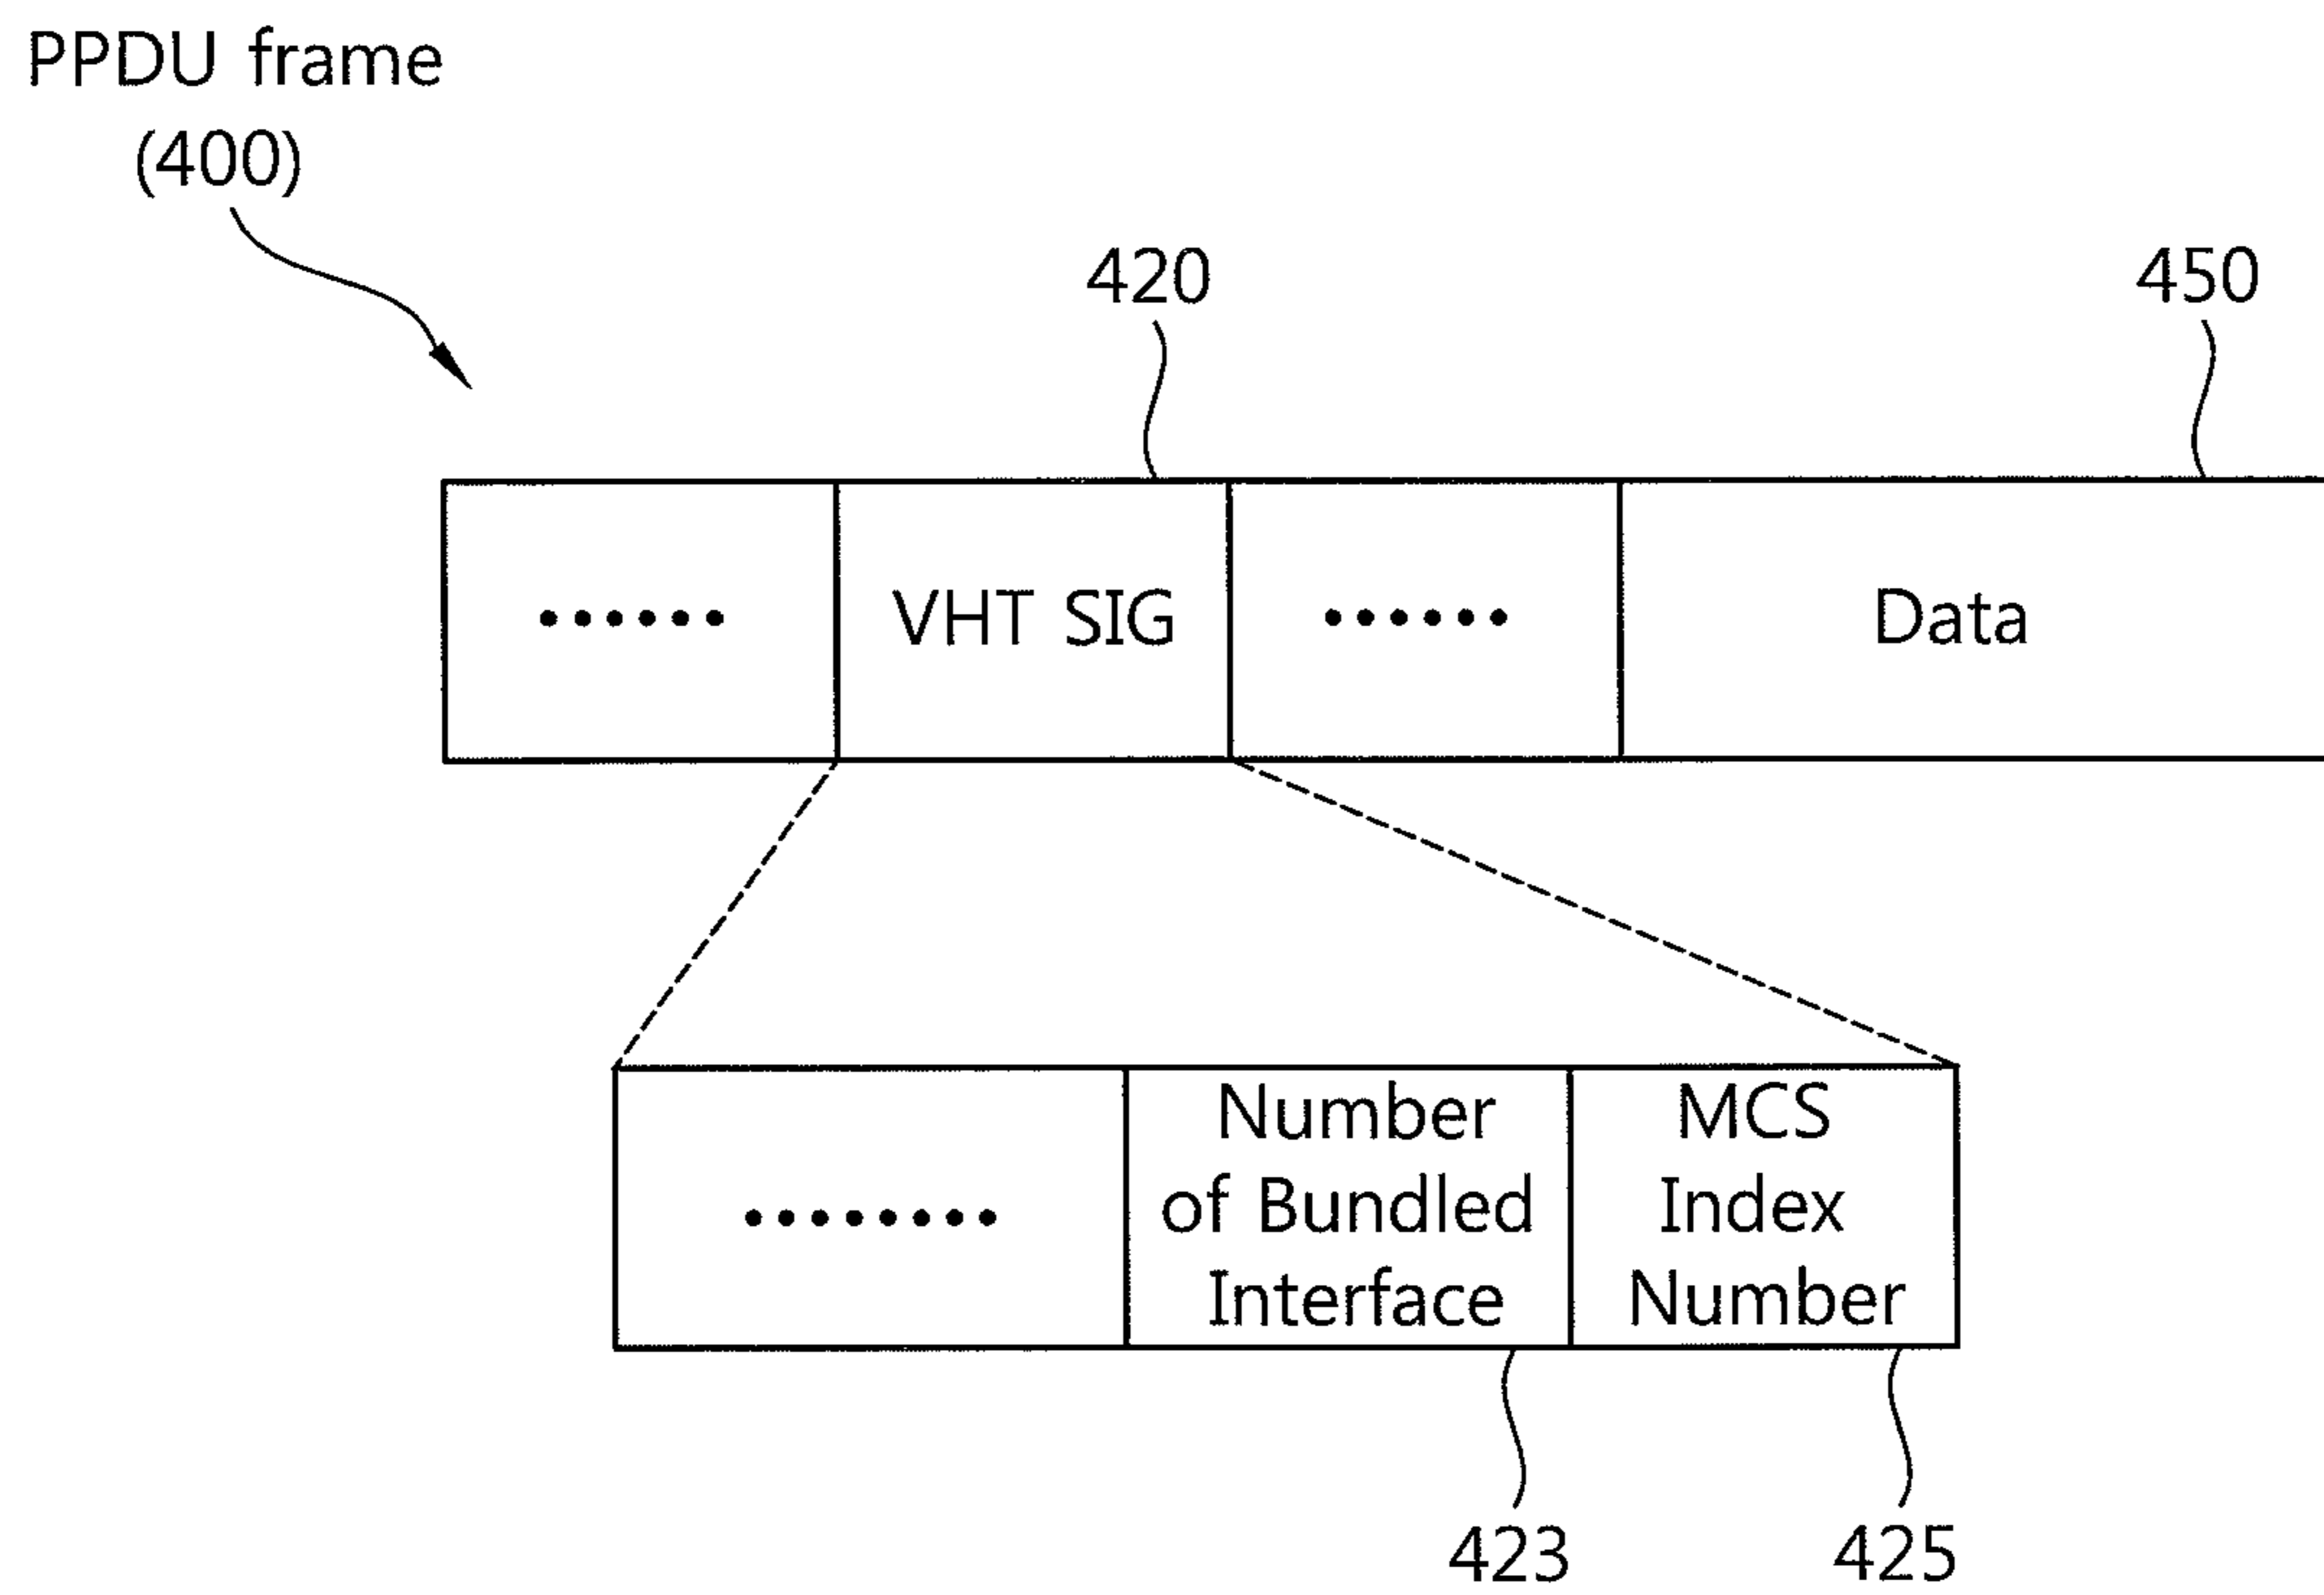 PPDU frame
(400)
420
450
...... VHT SIG ...... Data
Number
of Bundled
Interface
MCS
Index
Number
........
423
425